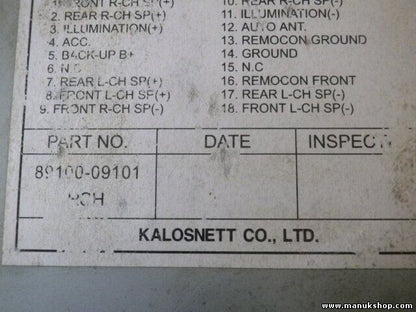 1. FRONT R-CH SP(+)
2. REAR R-CH SP(+)
3. ILLUMINATION(+)
4. ACC.
5. BACK-UP B+
6. N.C
7. REAR L-CH SP(+)
8. FRONT L-CH SP(+)
9. FRONT R-CH SP(-)
10. REAR R-CH SP(-)
11. ILLUMINATION(-)
12. AUTO ANT.
13. REMOCON GROUND
14. GROUND
15. N.C
16. REMOCON FRONT
17. REAR L-CH SP(-)
18. FRONT L-CH SP(-)
PART NO. DATE INSPECT.
89100-09101
KALOSNETT CO., LTD.
www.manukshop.com